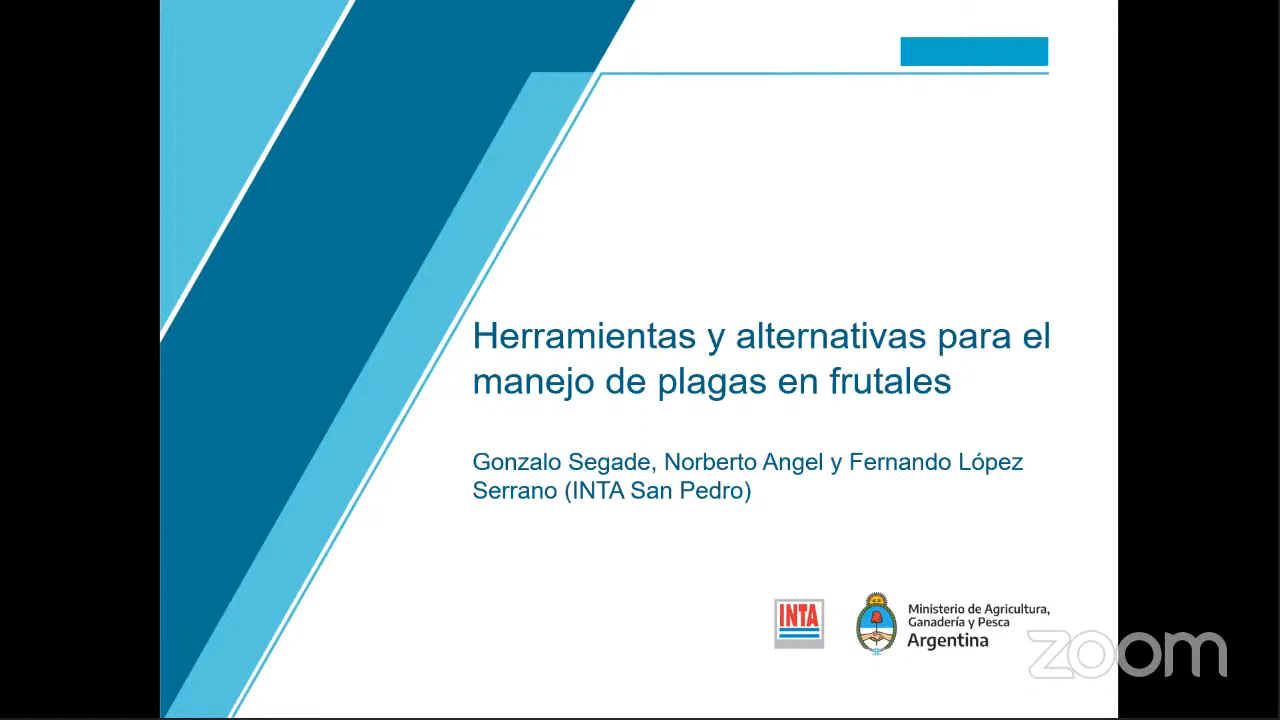 Herramientas y alternativas para el
manejo de plagas en frutales
Gonzalo Segade, Norberto Angel y Fernando López
Serrano (INTA San Pedro)
INTA
Ministerio de Agricultura,
Ganadería y Pesca
Argentina
zoom